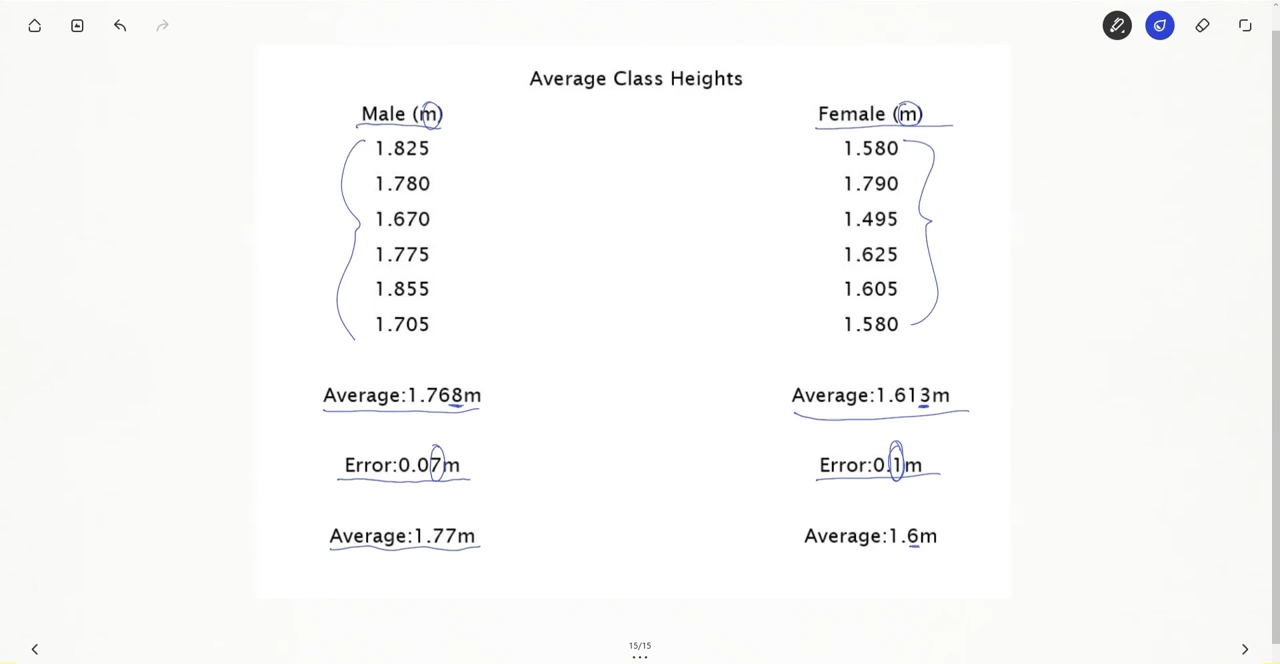 Average Class Heights
Male (m)
1.825
1.780
1.670
1.775
1.855
1.705
Average:1.768m
Error:0.07m
Average:1.77m
Female (m)
1.580
1.790
1.495
1.625
1.605
1.580
Average:1.613m
Error:0.1m
Average:1.6m
15/15